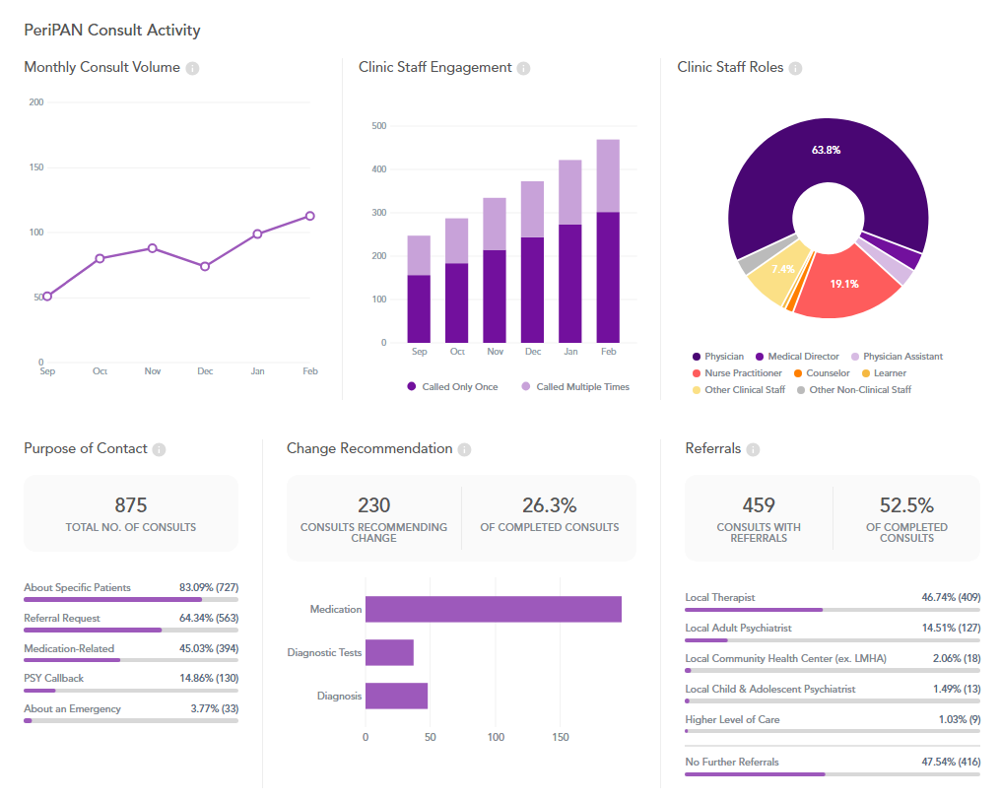 PeriPAN Consult Activity
Monthly Consult Volume
200
150
100
50
0
Sep Oct Nov Dec Jan Feb
Clinic Staff Engagement
500
400
300
200
100
0
Sep Oct Nov Dec Jan Feb
Called Only Once Called Multiple Times
Clinic Staff Roles
63.8%
7.4%
19.1%
Physician Medical Director Physician Assistant
Nurse Practitioner Counselor Learner
Other Clinical Staff Other Non-Clinical Staff
Purpose of Contact
875
TOTAL NO. OF CONSULTS
About Specific Patients 83.09% (727)
Referral Request 64.34% (563)
Medication-Related 45.03% (394)
PSY Callback 14.86% (130)
About an Emergency 3.77% (33)
Change Recommendation
230
CONSULTS RECOMMENDING
CHANGE
26.3%
OF COMPLETED CONSULTS
Medication
Diagnostic Tests
Diagnosis
0 50 100 150
Referrals
459
CONSULTS WITH
REFERRALS
52.5%
OF COMPLETED
CONSULTS
Local Therapist 46.74% (409)
Local Adult Psychiatrist 14.51% (127)
Local Community Health Center (ex. LMHA) 2.06% (18)
Local Child & Adolescent Psychiatrist 1.49% (13)
Higher Level of Care 1.03% (9)
No Further Referrals 47.54% (416)